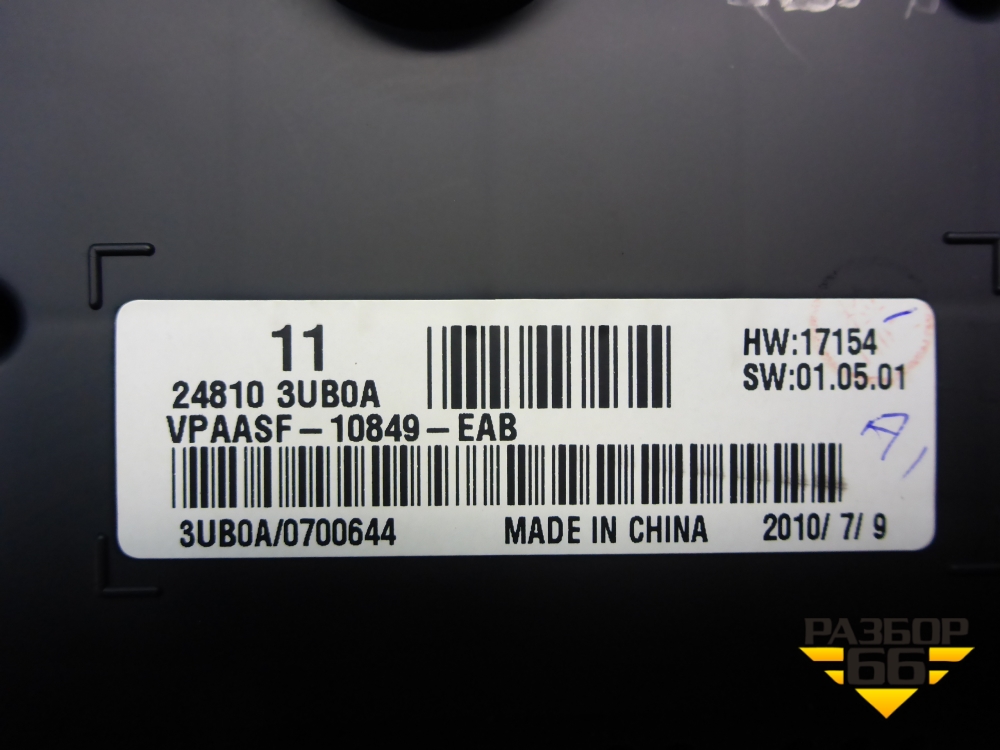 11
24810 3UB0A
VPAASF-10849-EAB
HW:17154
SW:01.05.01
A,
3UB0A/0700644
MADE IN CHINA
2010/ 7/ 9
РАЗБОР
66